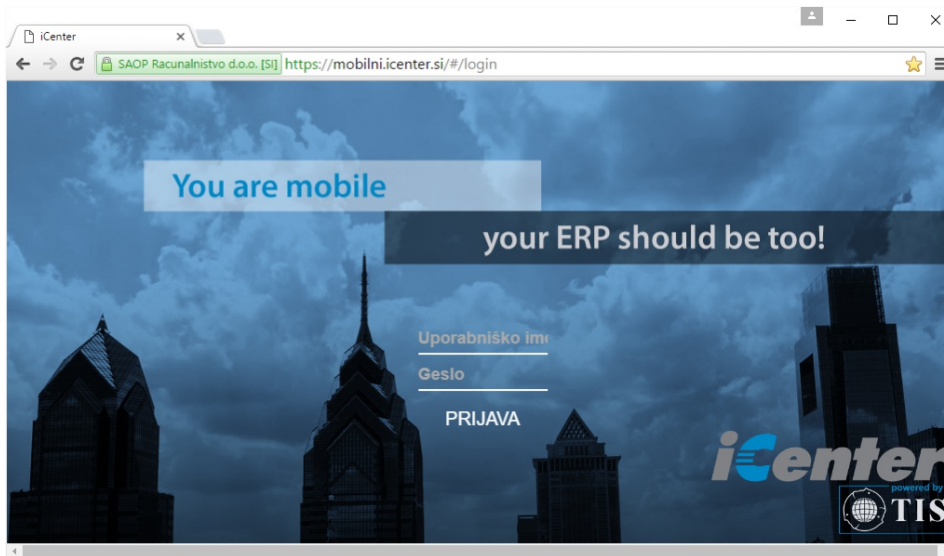 iCenter
SAOP Racunalnistvo d.o.o. [SI] https://mobilni.icenter.si/#/login
You are mobile
your ERP should be too!
Uporabniško ime
Geslo
PRIJAVA
iCenter
powered by
TIS